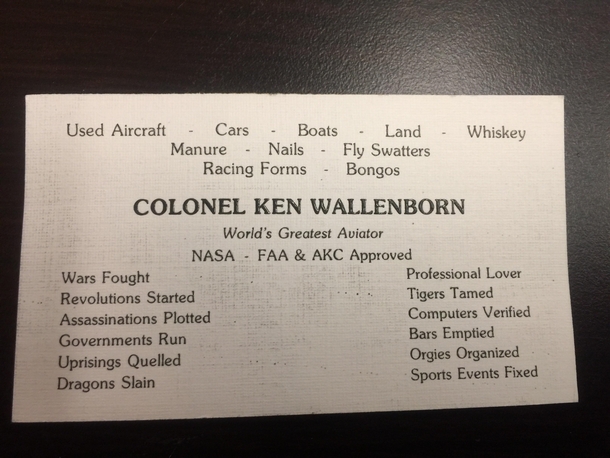 Used Aircraft - Cars - Boats - Land - Whiskey
Manure - Nails - Fly Swatters
Racing Forms - Bongos
COLONEL KEN WALLENBORN
World's Greatest Aviator
NASA - FAA & AKC Approved
Wars Fought
Revolutions Started
Assassinations Plotted
Governments Run
Uprisings Quelled
Dragons Slain
Professional Lover
Tigers Tamed
Computers Verified
Bars Emptied
Orgies Organized
Sports Events Fixed